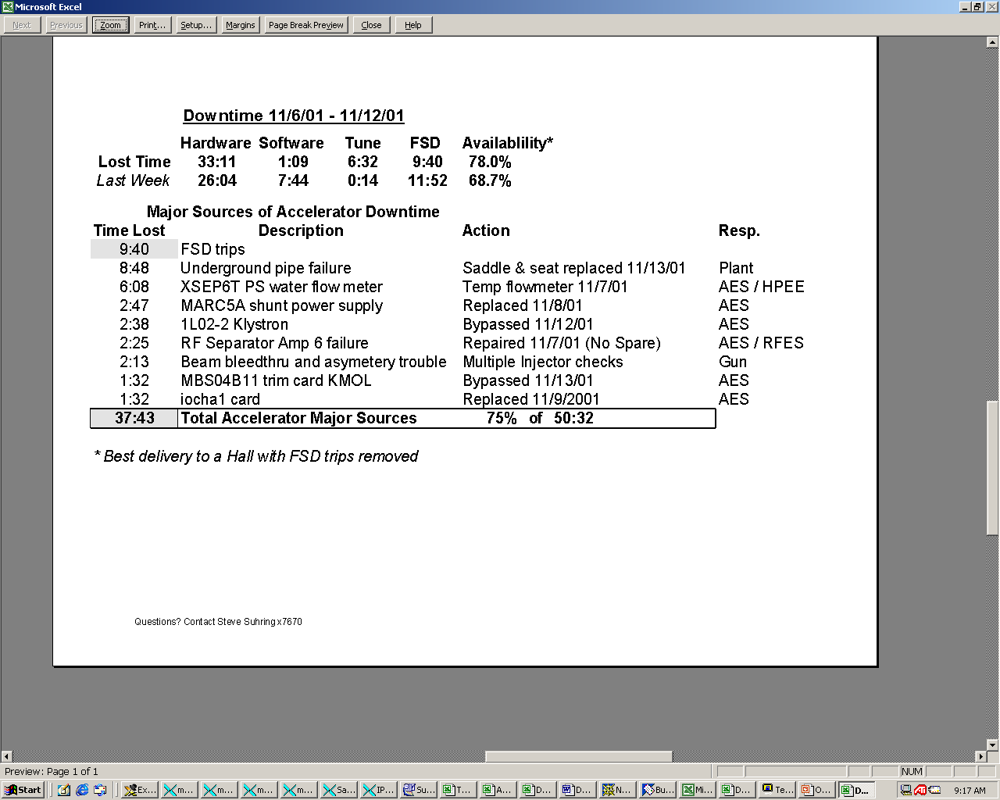 Microsoft Excel
Next Previous Zoom Print... Setup... Margins Page Break Preview Close Help
Downtime 11/6/01 - 11/12/01
Hardware Software Tune FSD Availablility*
Lost Time 33:11 1:09 6:32 9:40 78.0%
Last Week 26:04 7:44 0:14 11:52 68.7%
Major Sources of Accelerator Downtime
Time Lost Description Action Resp.
9:40 FSD trips
8:48 Underground pipe failure Saddle & seat replaced 11/13/01 Plant
6:08 XSEP6T PS water flow meter Temp flowmeter 11/7/01 AES / HPEE
2:47 MARC5A shunt power supply Replaced 11/8/01 AES
2:38 1L02-2 Klystron Bypassed 11/12/01 AES
2:25 RF Separator Amp 6 failure Repaired 11/7/01 (No Spare) AES / RFES
2:13 Beam bleedthru and asymetery trouble Multiple Injector checks Gun
1:32 MBS04B11 trim card KMOL Bypassed 11/13/01 AES
1:32 iocha1 card Replaced 11/9/2001 AES
37:43 Total Accelerator Major Sources 75% of 50:32
* Best delivery to a Hall with FSD trips removed
Questions? Contact Steve Suhring x7670
Preview: Page 1 of 1 NUM
Start Ex... m... m... m... m... Sa... IP... Su... T... A... D... D... W... N... Bu... Mi... D... Te... O... D... 9:17 AM